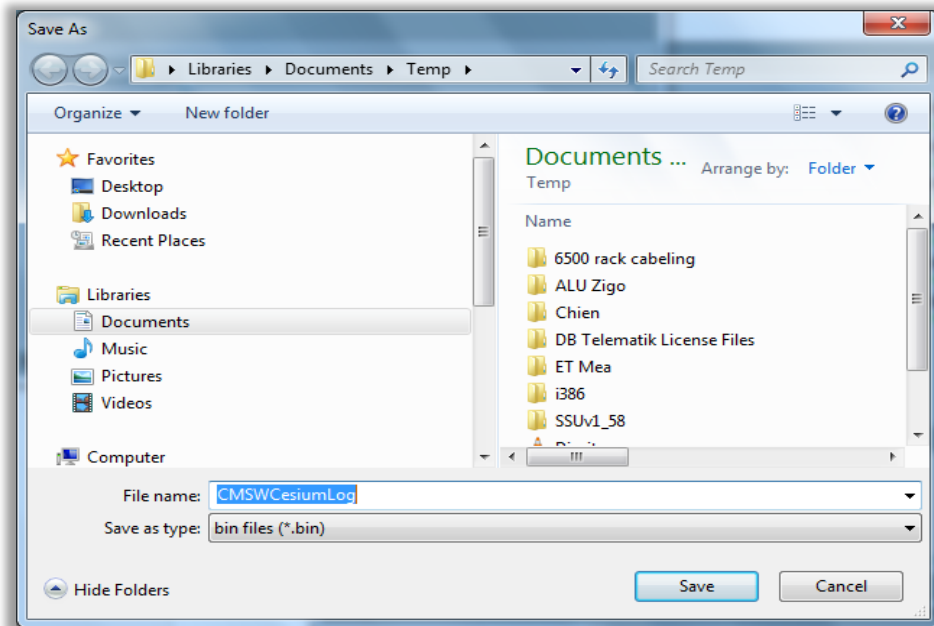 Save As
Libraries Documents Temp
Search Temp
Organize New folder
Favorites
Desktop
Downloads
Recent Places
Libraries
Documents
Music
Pictures
Videos
Computer
Documents ...
Temp
Arrange by: Folder
Name
6500 rack cabeling
ALU Zigo
Chien
DB Telematik License Files
ET Mea
i386
SSUv1_58
File name: CMSWCesiumLog
Save as type: bin files (*.bin)
Hide Folders
Save
Cancel